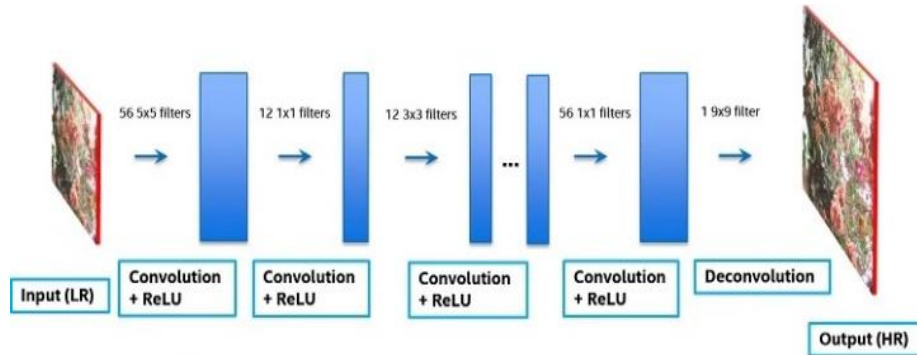 56 5x5 filters
12 1x1 filters
12 3x3 filters
...
56 1x1 filters
1 9x9 filter
Input (LR)
Convolution
+ ReLU
Convolution
+ ReLU
Convolution
+ ReLU
Convolution
+ ReLU
Deconvolution
Output (HR)